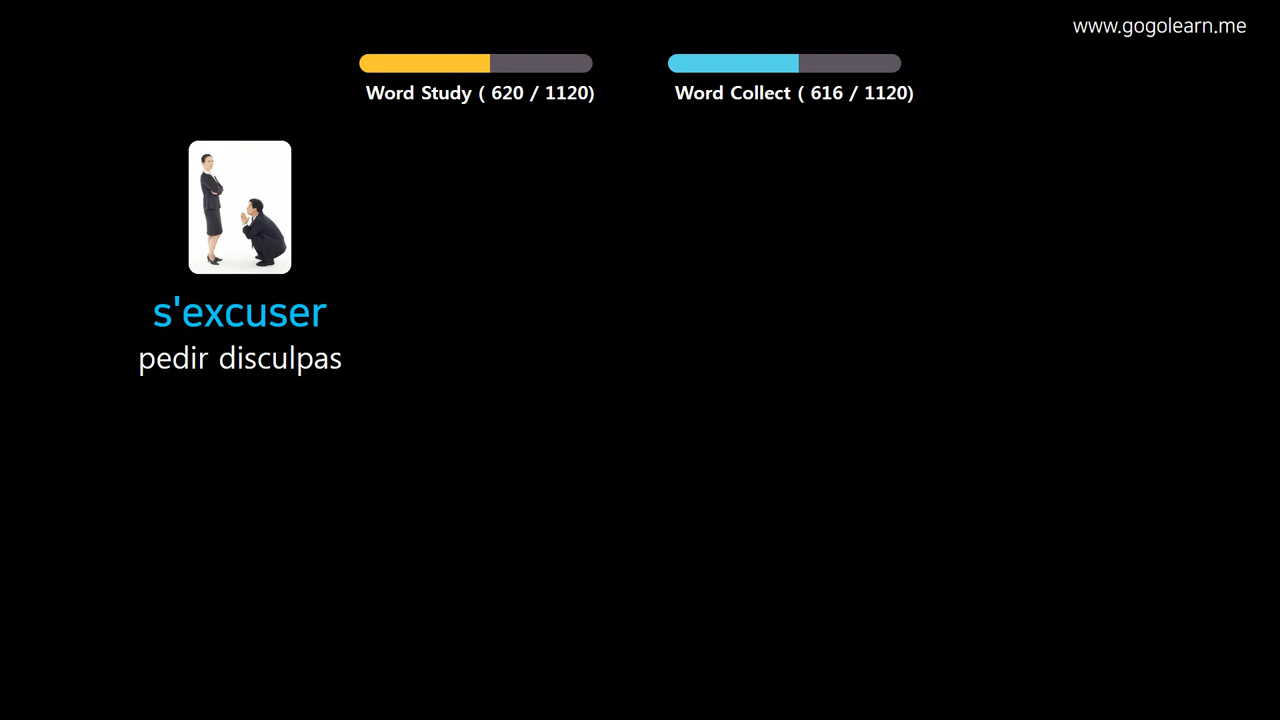 www.gogolearn.me
Word Study ( 620 / 1120)
Word Collect ( 616 / 1120)
s'excuser
pedir disculpas